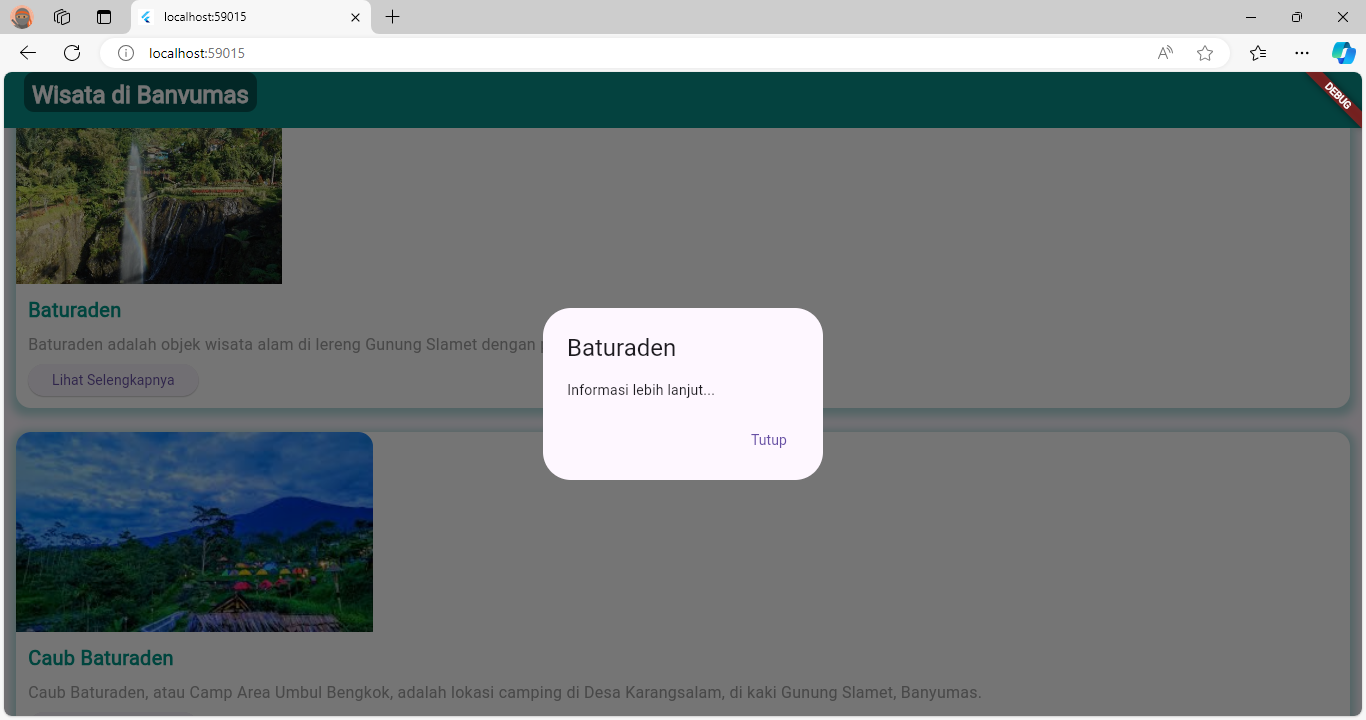 localhost:59015
localhost:59015
Wisata di Banyumas
DEBUG
Baturaden
Baturaden adalah objek wisata alam di lereng Gunung Slamet dengan
Lihat Selengkapnya
Baturaden
Informasi lebih lanjut...
Tutup
Caub Baturaden
Caub Baturaden, atau Camp Area Umbul Bengkok, adalah lokasi camping di Desa Karangsalam, di kaki Gunung Slamet, Banyumas.